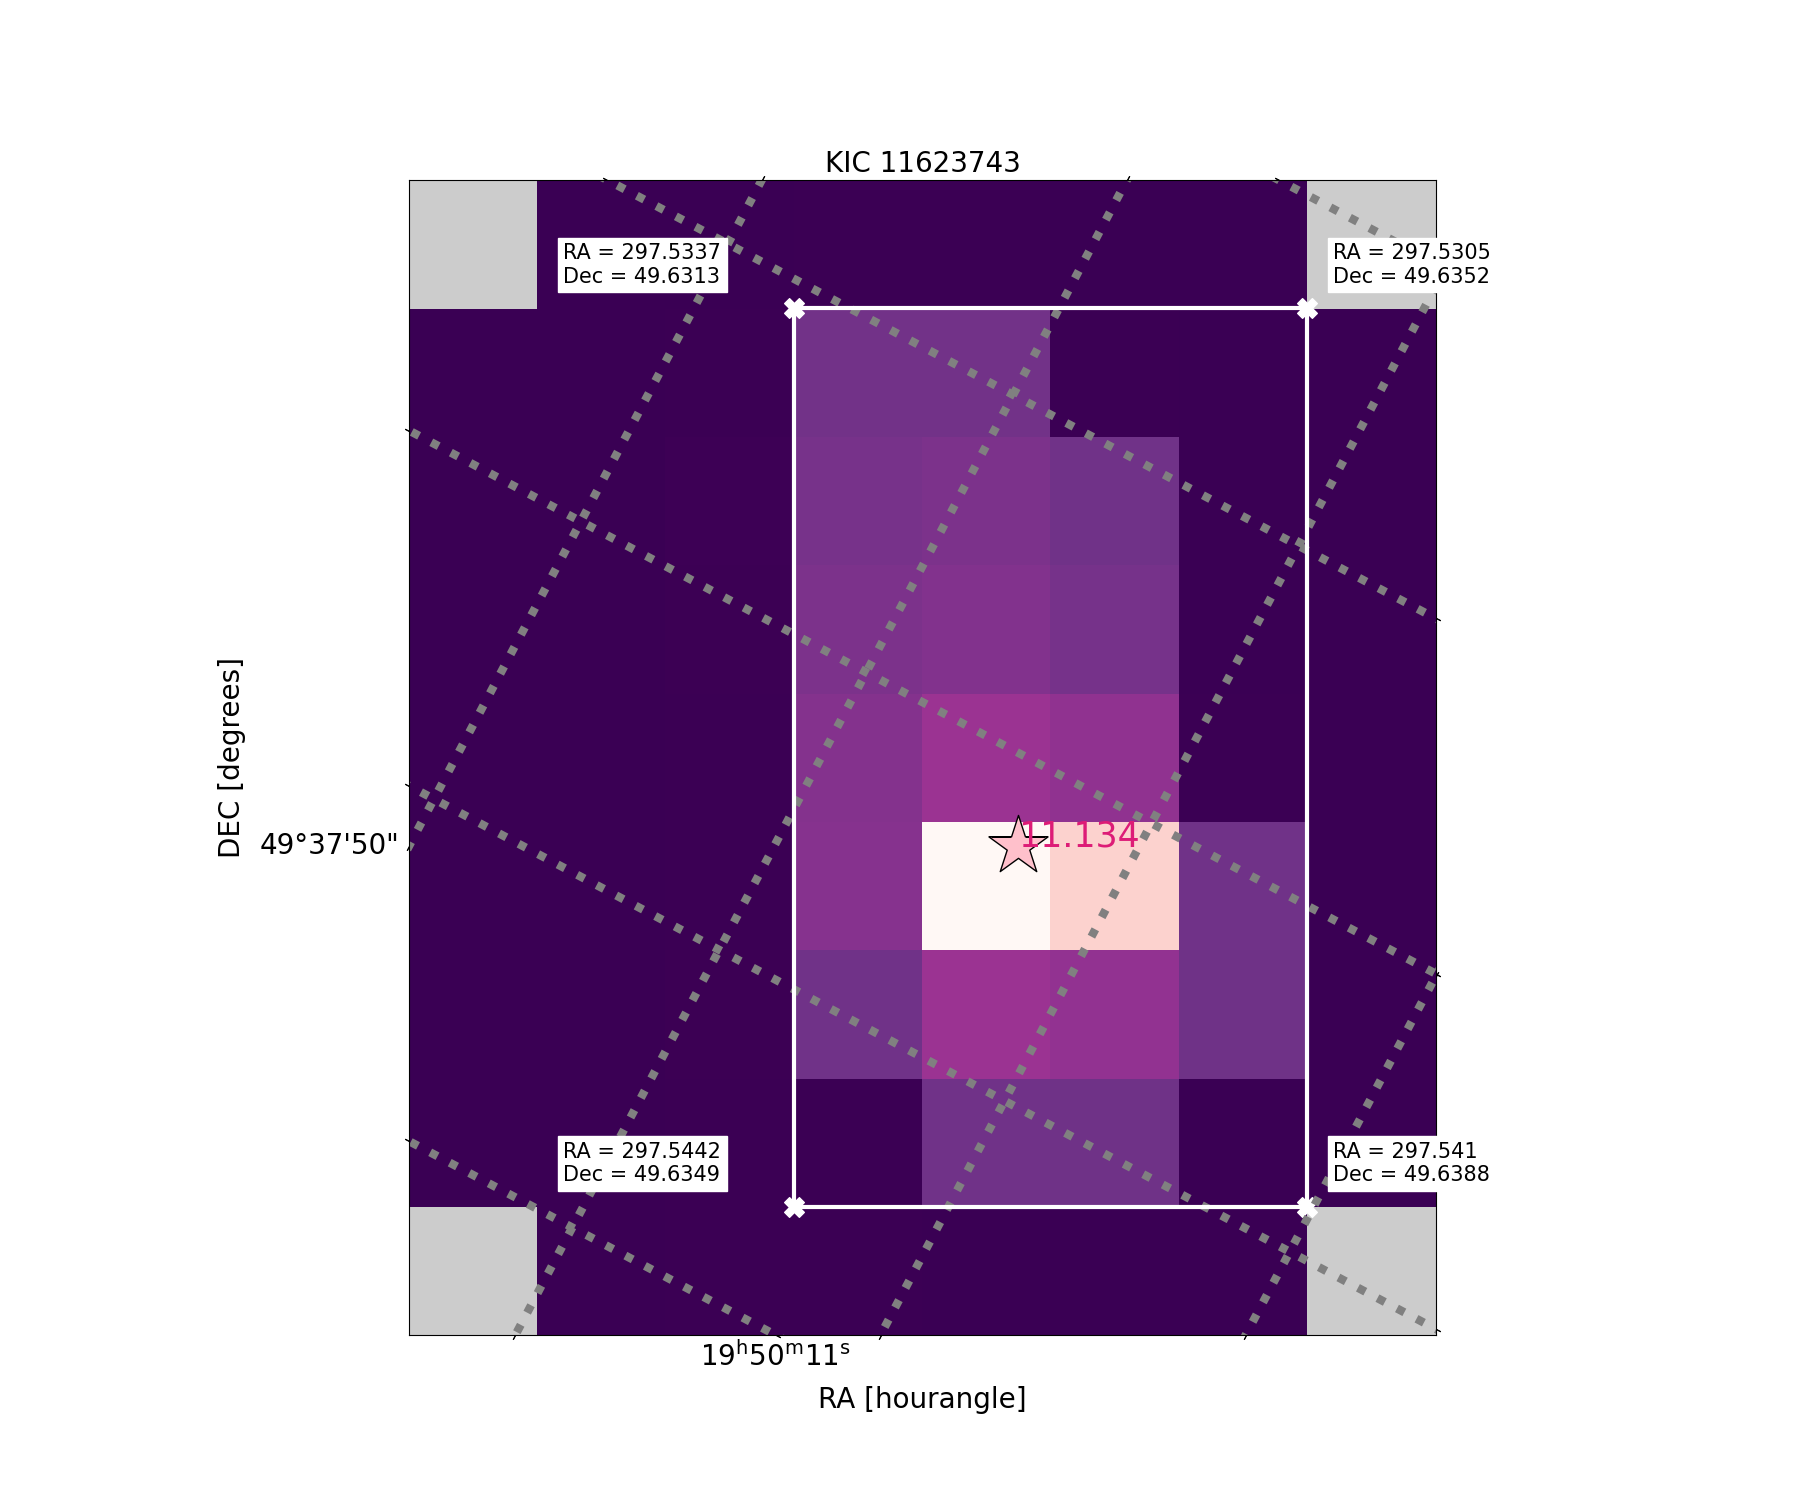 KIC 11623743
RA = 297.5337
Dec = 49.6313
RA = 297.5305
Dec = 49.6352
11.134
DEC [degrees]
49°37'50"
RA = 297.5442
Dec = 49.6349
RA = 297.541
Dec = 49.6388
19h50m11s
RA [hourangle]